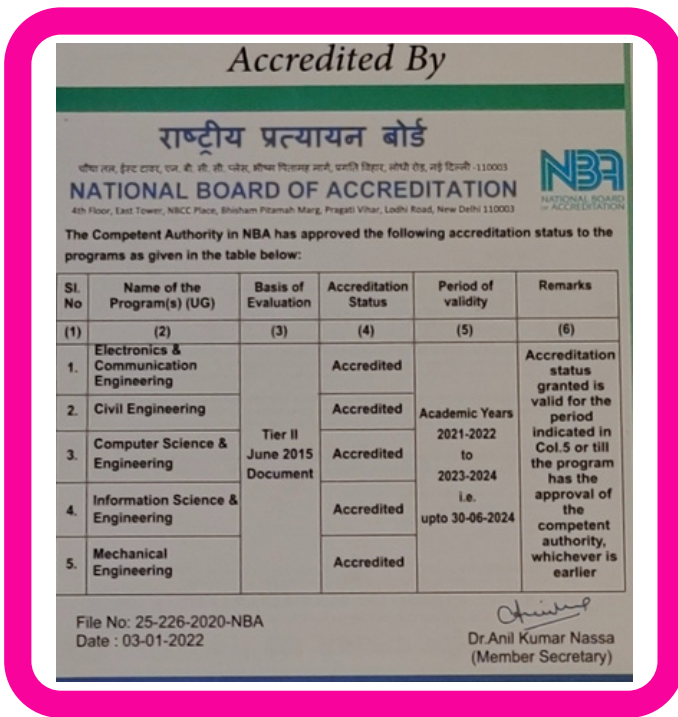 Accredited By
राष्ट्रीय प्रत्यायन बोर्ड
चौथा तल, ईस्ट टावर, एन. बी. सी. सी. प्लेस, भीष्म पितामह मार्ग, प्रगति विहार, लोधी रोड, नई दिल्ली -110003
NATIONAL BOARD OF ACCREDITATION
4th Floor, East Tower, NBCC Place, Bhisham Pitamah Marg, Pragati Vihar, Lodhi Road, New Delhi 110003
NBA
NATIONAL BOARD
OF ACCREDITATION
The Competent Authority in NBA has approved the following accreditation status to the
programs as given in the table below:
Sl. No
Name of the Program(s) (UG)
Basis of Evaluation
Accreditation Status
Period of validity
Remarks
(1) (2) (3) (4) (5) (6)
1. Electronics & Communication Engineering Accredited
2. Civil Engineering Accredited
3. Computer Science & Engineering Accredited
4. Information Science & Engineering Accredited
5. Mechanical Engineering Accredited
Tier II
June 2015
Document
Academic Years
2021-2022
to
2023-2024
i.e.
upto 30-06-2024
Accreditation
status
granted is
valid for the
period
indicated in
Col.5 or till
the program
has the
approval of
the
competent
authority,
whichever is
earlier
File No: 25-226-2020-NBA
Date : 03-01-2022
Dr.Anil Kumar Nassa
(Member Secretary)